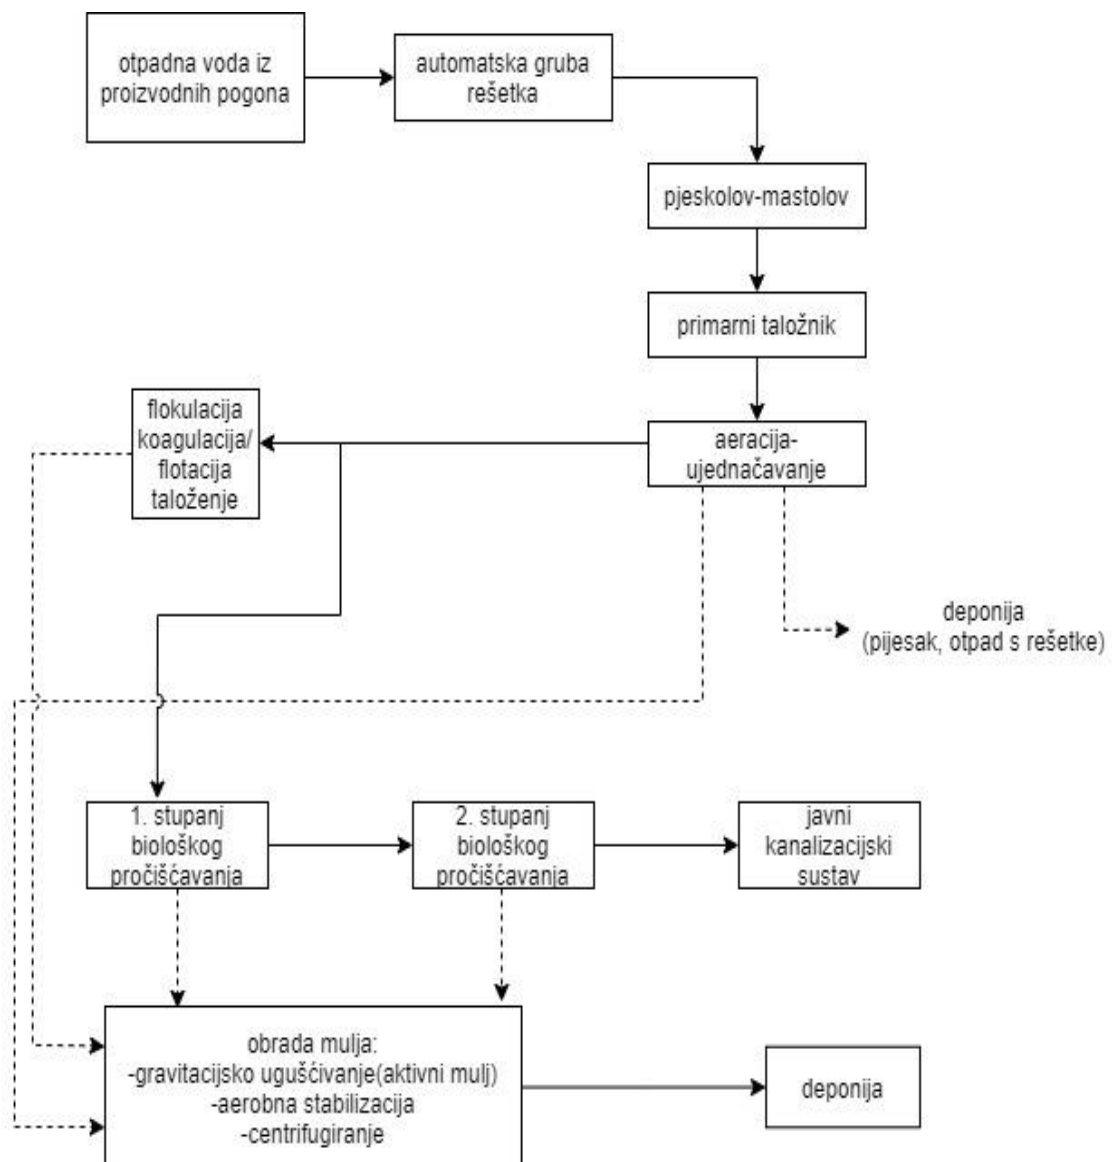 otpadna voda iz
proizvodnih pogona
automatska gruba
rešetka
pjeskolov-mastolov
primarni taložnik
flokulacija
koagulacija/
flotacija
taloženje
aeracija-
ujednačavanje
deponija
(pijesak, otpad s rešetke)
1. stupanj
biološkog
pročišćavanja
2. stupanj
biološkog
pročišćavanja
javni
kanalizacijski
sustav
obrada mulja:
-gravitacijsko ugušćivanje(aktivni mulj)
-aerobna stabilizacija
-centrifugiranje
deponija